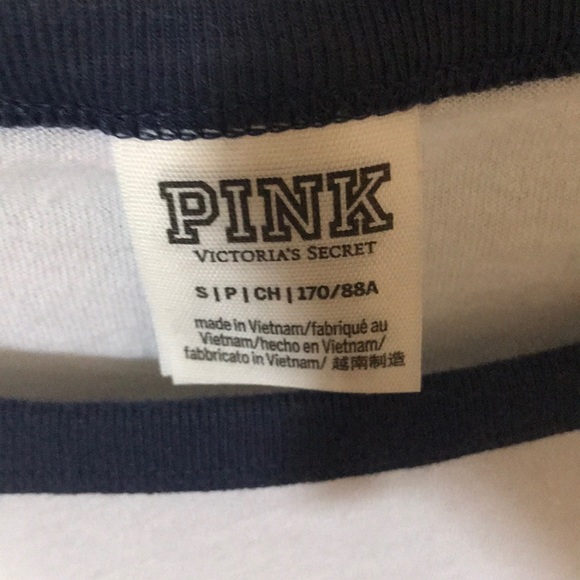 PINK
VICTORIA'S SECRET
S | P | CH | 170/88A
made in Vietnam/fabriqué au
Vietnam/hecho en Vietnam/
fabbricato in Vietnam/ 越南制造